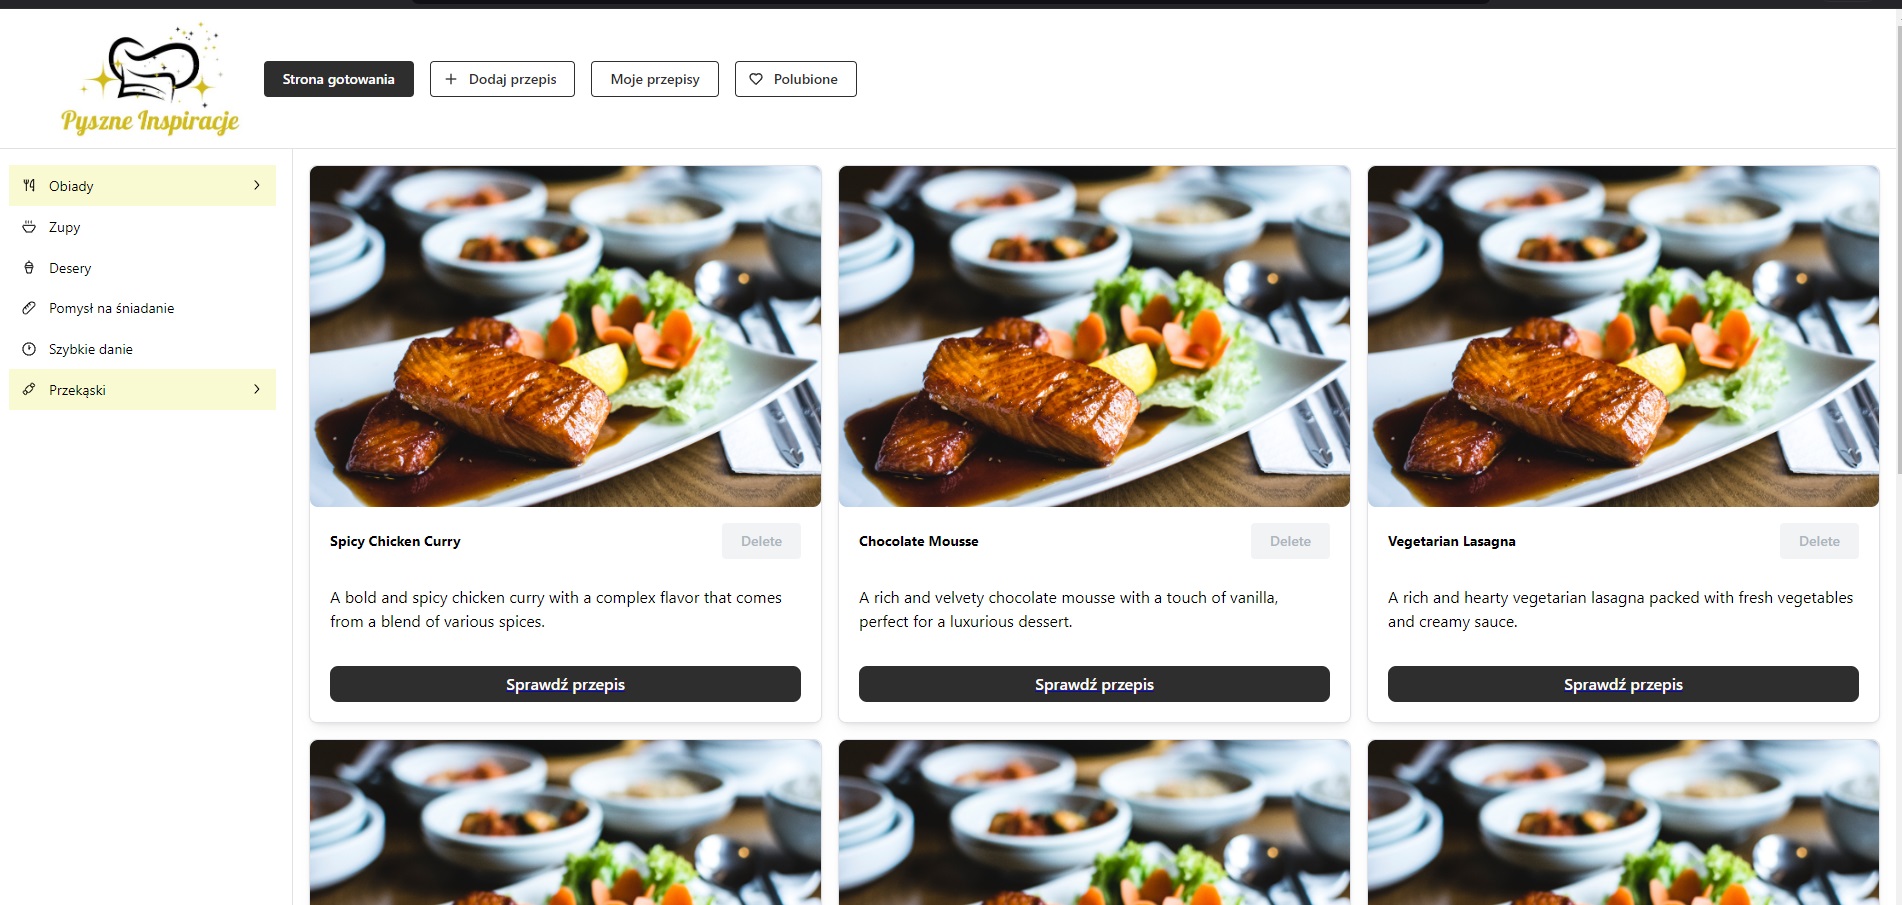 Pyszne Inspiracje
Strona gotowania
Dodaj przepis
Moje przepisy
Polubione
Obiady
Zupy
Desery
Pomysł na śniadanie
Szybkie danie
Przekąski
Spicy Chicken Curry
Delete
A bold and spicy chicken curry with a complex flavor that comes
from a blend of various spices.
Sprawdź przepis
Chocolate Mousse
Delete
A rich and velvety chocolate mousse with a touch of vanilla,
perfect for a luxurious dessert.
Sprawdź przepis
Vegetarian Lasagna
Delete
A rich and hearty vegetarian lasagna packed with fresh vegetables
and creamy sauce.
Sprawdź przepis